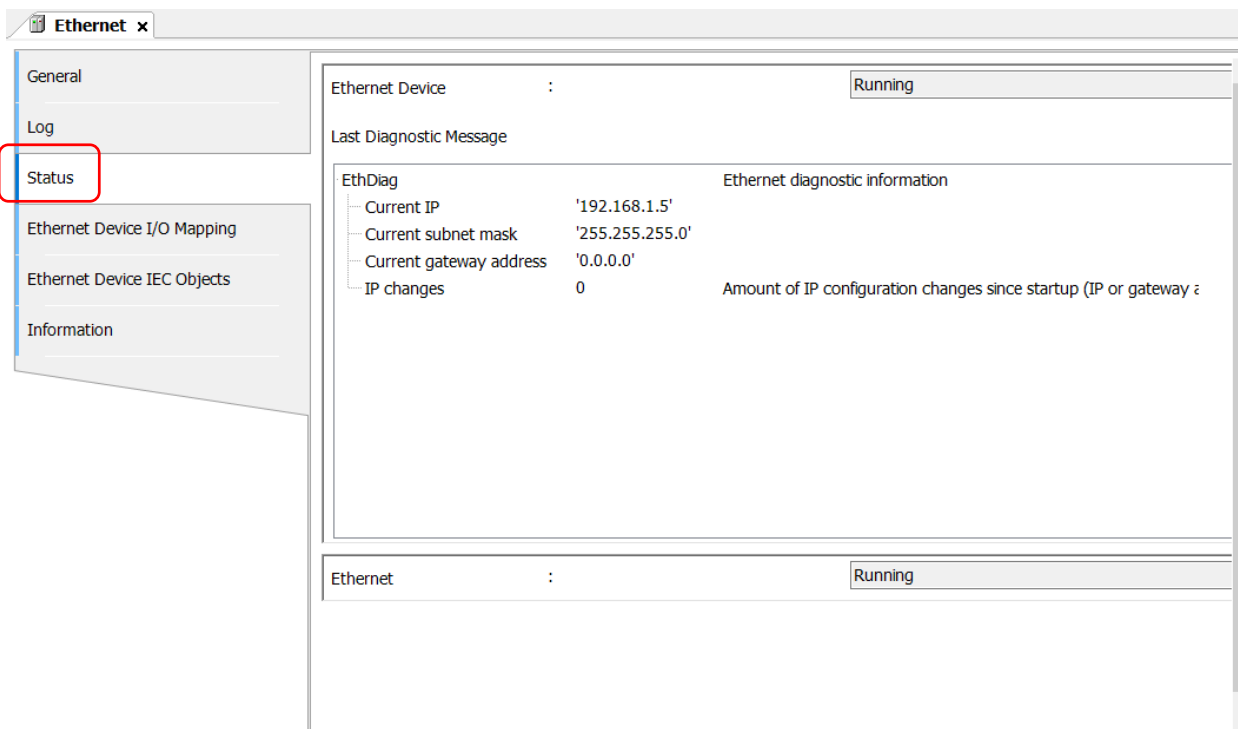 Ethernet x
General
Log
Status
Ethernet Device I/O Mapping
Ethernet Device IEC Objects
Information
Ethernet Device : Running
Last Diagnostic Message
EthDiag Ethernet diagnostic information
Current IP '192.168.1.5'
Current subnet mask '255.255.255.0'
Current gateway address '0.0.0.0'
IP changes 0 Amount of IP configuration changes since startup (IP or gateway a
Ethernet : Running